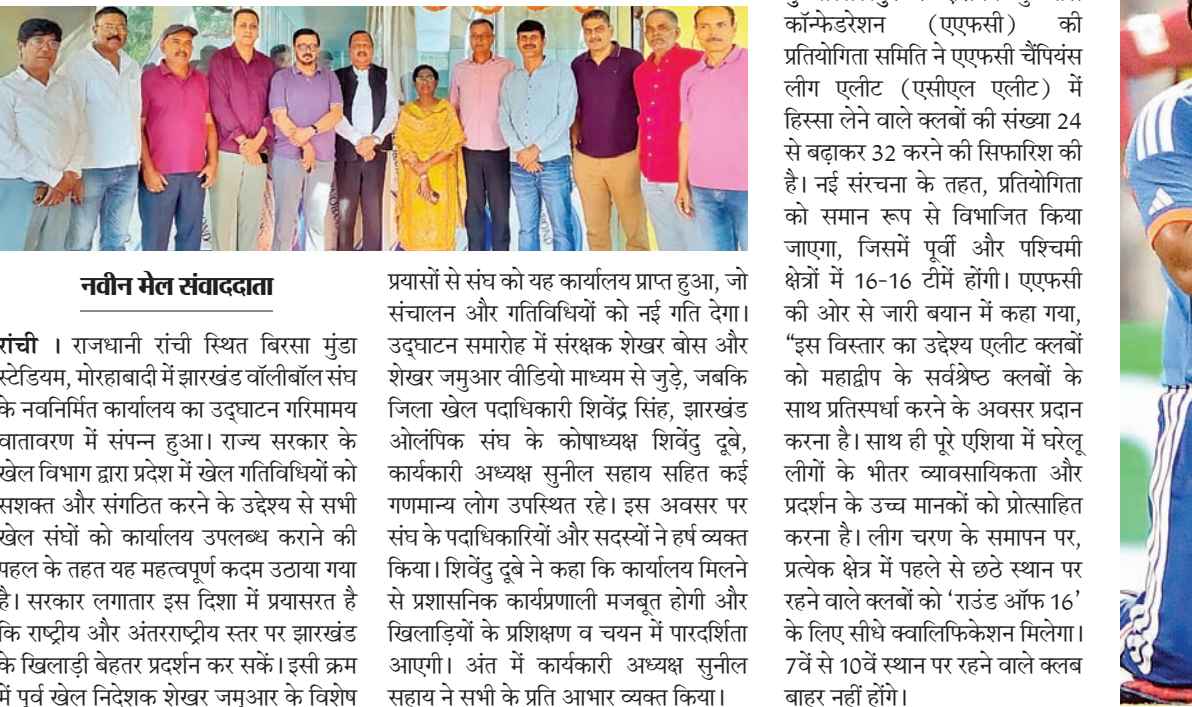 नवीन मेल संवाददाता
रांची । राजधानी रांची स्थित बिरसा मुंडा
स्टेडियम, मोरहाबादी में झारखंड वॉलीबॉल संघ
के नवनिर्मित कार्यालय का उद्घाटन गरिमामय
वातावरण में संपन्न हुआ। राज्य सरकार के
खेल विभाग द्वारा प्रदेश में खेल गतिविधियों को
सशक्त और संगठित करने के उद्देश्य से सभी
खेल संघों को कार्यालय उपलब्ध कराने की
पहल के तहत यह महत्वपूर्ण कदम उठाया गया
है। सरकार लगातार इस दिशा में प्रयासरत है
कि राष्ट्रीय और अंतरराष्ट्रीय स्तर पर झारखंड
के खिलाड़ी बेहतर प्रदर्शन कर सकें। इसी क्रम
में पूर्व खेल निदेशक शेखर जमुआर के विशेष
प्रयासों से संघ को यह कार्यालय प्राप्त हुआ, जो
संचालन और गतिविधियों को नई गति देगा।
उद्घाटन समारोह में संरक्षक शेखर बोस और
शेखर जमुआर वीडियो माध्यम से जुड़े, जबकि
जिला खेल पदाधिकारी शिवेंद्र सिंह, झारखंड
ओलंपिक संघ के कोषाध्यक्ष शिवेंदु दूबे,
कार्यकारी अध्यक्ष सुनील सहाय सहित कई
गणमान्य लोग उपस्थित रहे। इस अवसर पर
संघ के पदाधिकारियों और सदस्यों ने हर्ष व्यक्त
किया। शिवेंदु दूबे ने कहा कि कार्यालय मिलने
से प्रशासनिक कार्यप्रणाली मजबूत होगी और
खिलाड़ियों के प्रशिक्षण व चयन में पारदर्शिता
आएगी। अंत में कार्यकारी अध्यक्ष सुनील
सहाय ने सभी के प्रति आभार व्यक्त किया।
कॉन्फेडरेशन (एएफसी) की
प्रतियोगिता समिति ने एएफसी चैंपियंस
लीग एलीट (एसीएल एलीट) में
हिस्सा लेने वाले क्लबों की संख्या 24
से बढ़ाकर 32 करने की सिफारिश की
है। नई संरचना के तहत, प्रतियोगिता
को समान रूप से विभाजित किया
जाएगा, जिसमें पूर्वी और पश्चिमी
क्षेत्रों में 16-16 टीमें होंगी। एएफसी
की ओर से जारी बयान में कहा गया,
“इस विस्तार का उद्देश्य एलीट क्लबों
को महाद्वीप के सर्वश्रेष्ठ क्लबों के
साथ प्रतिस्पर्धा करने के अवसर प्रदान
करना है। साथ ही पूरे एशिया में घरेलू
लीगों के भीतर व्यावसायिकता और
प्रदर्शन के उच्च मानकों को प्रोत्साहित
करना है। लीग चरण के समापन पर,
प्रत्येक क्षेत्र में पहले से छठे स्थान पर
रहने वाले क्लबों को ‘राउंड ऑफ 16’
के लिए सीधे क्वालिफिकेशन मिलेगा।
7वें से 10वें स्थान पर रहने वाले क्लब
बाहर नहीं होंगे।